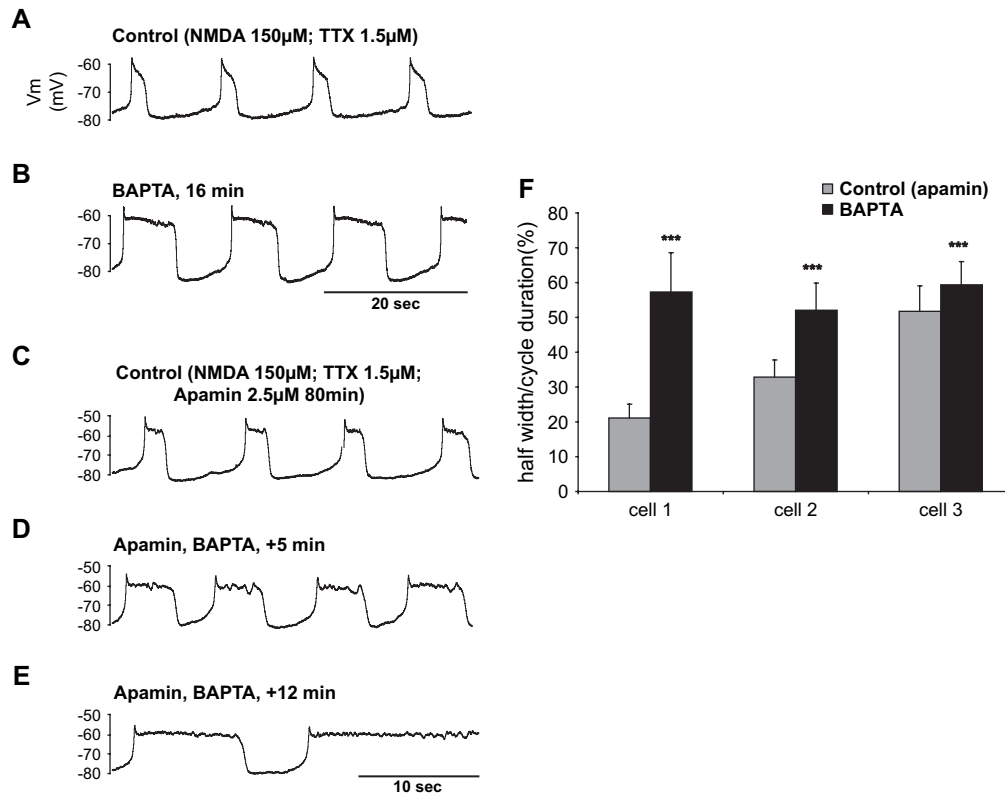 A
Control (NMDA 150µM; TTX 1.5µM)
-60
-70
-80
Vm
(mV)
B
BAPTA, 16 min
-60
-70
-80
20 sec
C
Control (NMDA 150µM; TTX 1.5µM;
Apamin 2.5µM 80min)
-50
-60
-70
-80
D
Apamin, BAPTA, +5 min
-50
-60
-70
-80
E
Apamin, BAPTA, +12 min
-50
-60
-70
-80
10 sec
F
Control (apamin)
BAPTA
half width/cycle duration(%)
80
70
60
50
40
30
20
10
0
***
***
***
cell 1
cell 2
cell 3